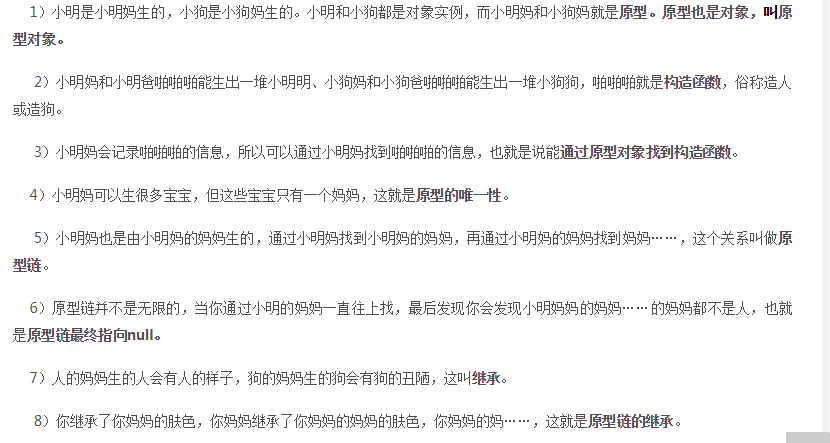 1）小明是小明妈生的，小狗是小狗妈生的。小明和小狗都是对象实例，而小明妈和小狗妈就是原型。原型也是对象，叫原
型对象。
2）小明妈和小明爸啪啪啪能生出一堆小明明、小狗妈和小狗爸啪啪啪能生出一堆小狗狗，啪啪啪就是构造函数，俗称造人
或造狗。
3）小明妈会记录啪啪啪的信息，所以可以通过小明妈找到啪啪啪的信息，也就是说能通过原型对象找到构造函数。
4）小明妈可以生很多宝宝，但这些宝宝只有一个妈妈，这就是原型的唯一性。
5）小明妈也是由小明妈的妈妈生的，通过小明妈找到小明妈的妈妈，再通过小明妈的妈妈找到妈妈……，这个关系叫做原
型链。
6）原型链并不是无限的，当你通过小明的妈妈一直往上找，最后发现你会发现小明妈妈的妈妈……的妈妈都不是人，也就
是原型链最终指向null。
7）人的妈妈生的人会有人的样子，狗的妈妈生的狗会有狗的丑陋，这叫继承。
8）你继承了你妈妈的肤色，你妈妈继承了你妈妈的妈妈的肤色，你妈妈的妈……，这就是原型链的继承。